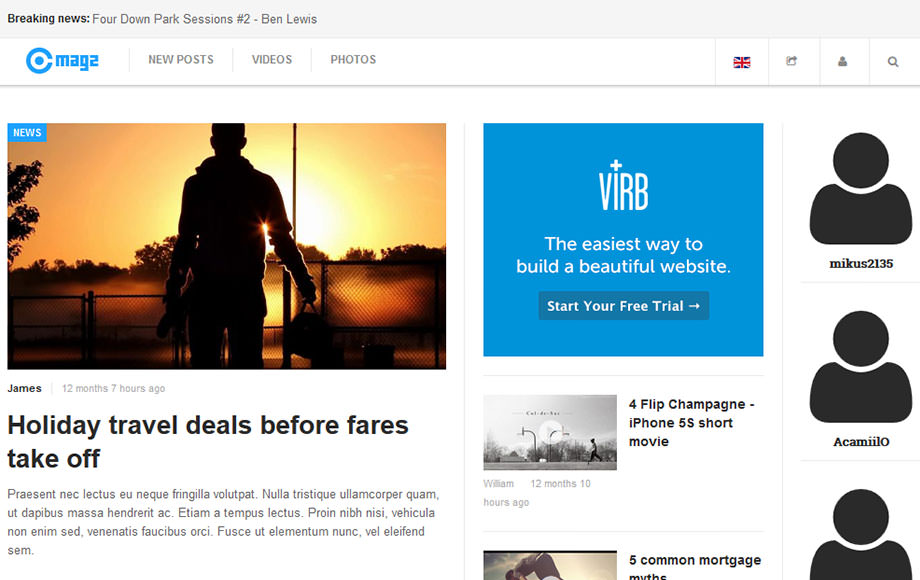 Breaking news: Four Down Park Sessions #2 - Ben Lewis
magz
NEW POSTS
VIDEOS
PHOTOS
NEWS
James
12 months 7 hours ago
Holiday travel deals before fares
take off
Praesent nec lectus eu neque fringilla volutpat. Nulla tristique ullamcorper quam,
ut dapibus massa hendrerit ac. Etiam a tempus lectus. Proin nibh nisi, vehicula
non enim sed, venenatis faucibus orci. Fusce ut elementum nunc, vel eleifend
sem.
VIRB
The easiest way to
build a beautiful website.
Start Your Free Trial →
Cul-de-Sac
4 Flip Champagne -
iPhone 5S short
movie
William
12 months 10
hours ago
5 common mortgage
myths
mikus2135
AcamiilO